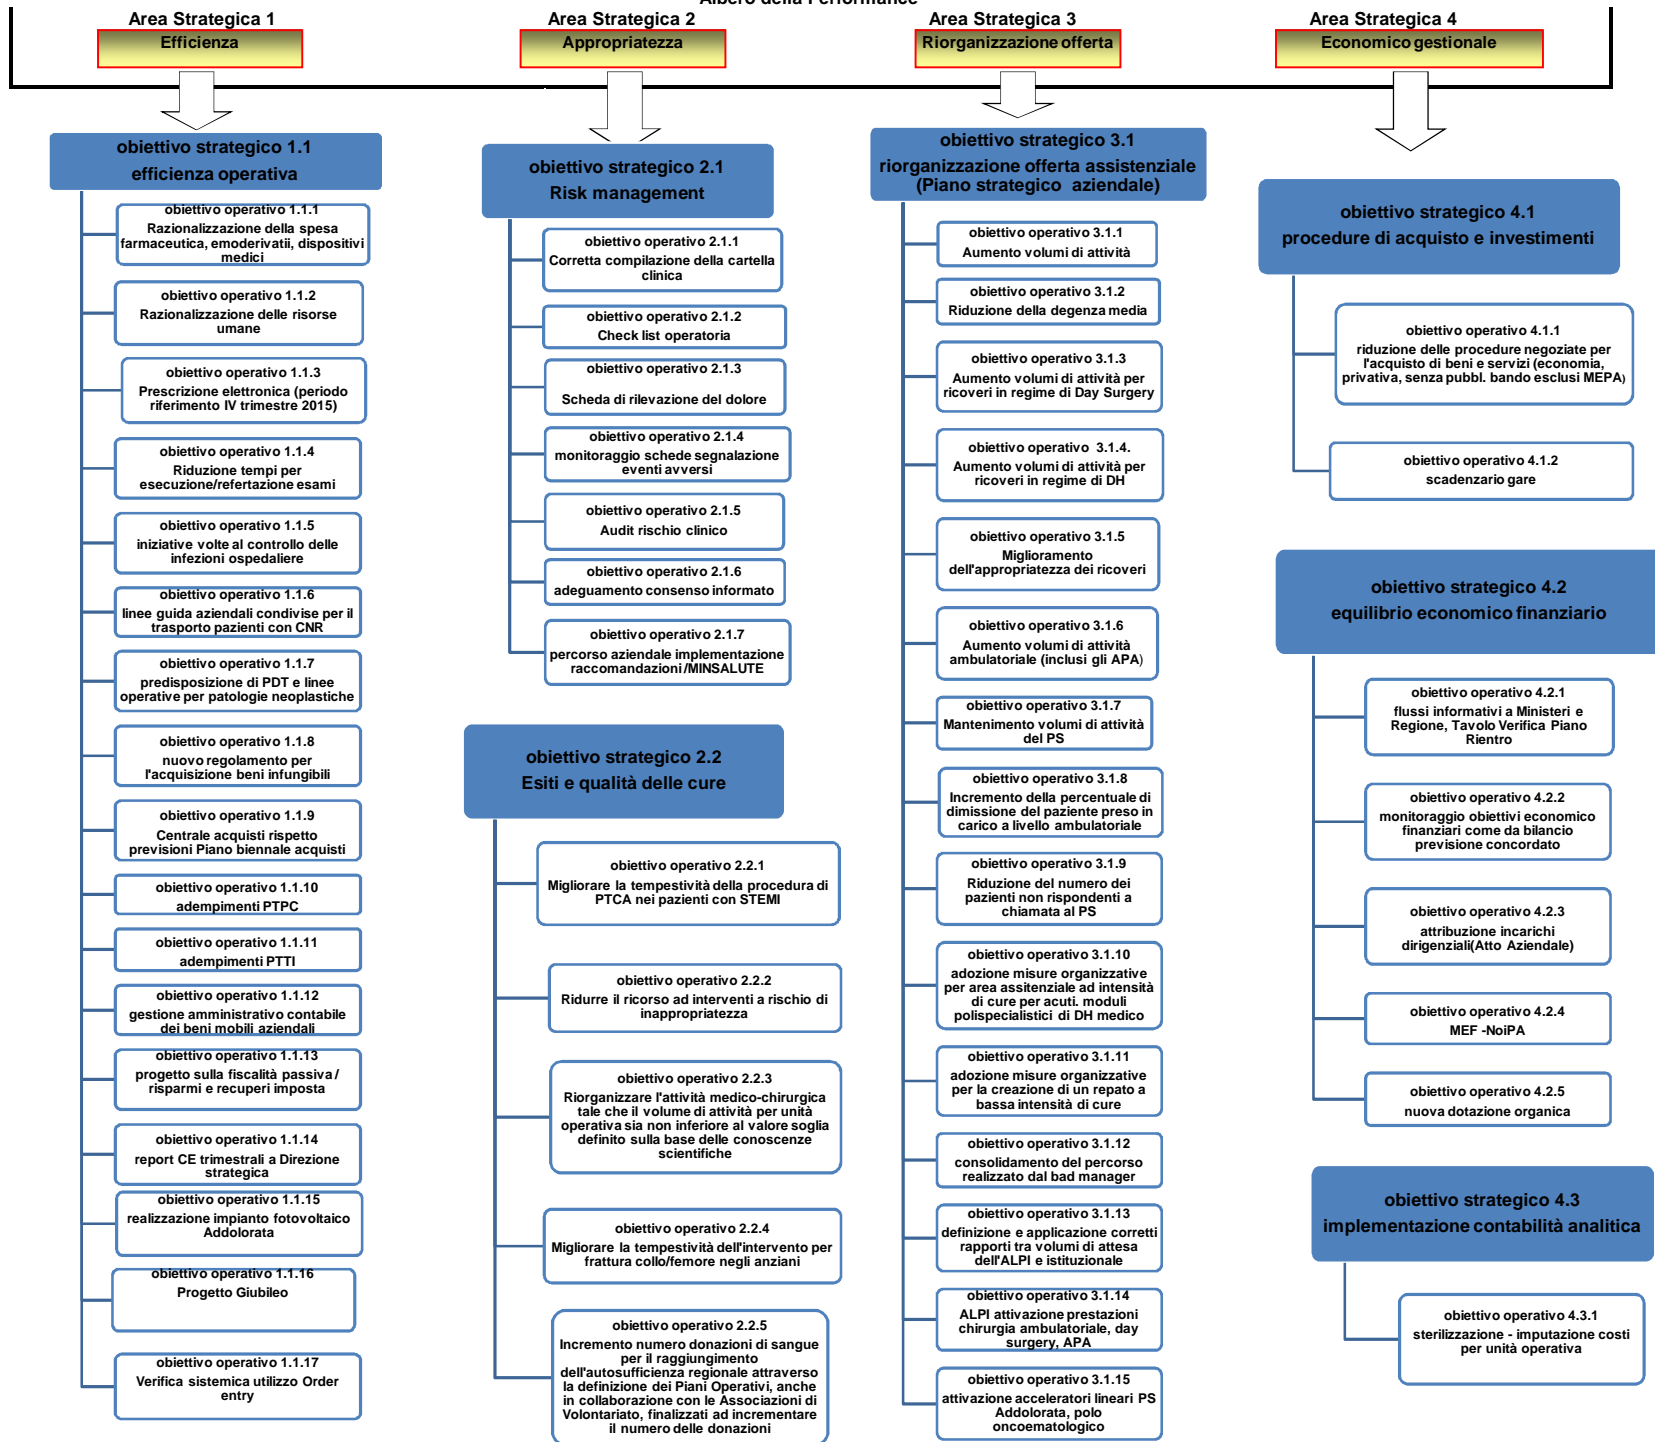 Albero della Performance
Area Strategica 1
Efficienza
Area Strategica 2
Appropriatezza
Area Strategica 3
Riorganizzazione offerta
Area Strategica 4
Economico gestionale
obiettivo strategico 1.1
efficienza operativa
obiettivo operativo 1.1.1
Razionalizzazione della spesa
farmaceutica, emoderivatii, dispositivi
medici
obiettivo operativo 1.1.2
Razionalizzazione delle risorse
umane
obiettivo operativo 1.1.3
Prescrizione elettronica (periodo
riferimento IV trimestre 2015)
obiettivo operativo 1.1.4
Riduzione tempi per
esecuzione/refertazione esami
obiettivo operativo 1.1.5
iniziative volte al controllo delle
infezioni ospedaliere
obiettivo operativo 1.1.6
linee guida aziendali condivise per il
trasporto pazienti con CNR
obiettivo operativo 1.1.7
predisposizione di PDT e linee
operative per patologie neoplastiche
obiettivo operativo 1.1.8
nuovo regolamento per
l'acquisizione beni infungibili
obiettivo operativo 1.1.9
Centrale acquisti rispetto
previsioni Piano biennale acquisti
obiettivo operativo 1.1.10
adempimenti PTPC
obiettivo operativo 1.1.11
adempimenti PTTI
obiettivo operativo 1.1.12
gestione amministrativo contabile
dei beni mobili aziendali
obiettivo operativo 1.1.13
progetto sulla fiscalità passiva /
risparmi e recuperi imposta
obiettivo operativo 1.1.14
report CE trimestrali a Direzione
strategica
obiettivo operativo 1.1.15
realizzazione impianto fotovoltaico
Addolorata
obiettivo operativo 1.1.16
Progetto Giubileo
obiettivo operativo 1.1.17
Verifica sistemica utilizzo Order
entry
obiettivo strategico 2.1
Risk management
obiettivo operativo 2.1.1
Corretta compilazione della cartella
clinica
obiettivo operativo 2.1.2
Check list operatoria
obiettivo operativo 2.1.3
Scheda di rilevazione del dolore
obiettivo operativo 2.1.4
monitoraggio schede segnalazione
eventi avversi
obiettivo operativo 2.1.5
Audit rischio clinico
obiettivo operativo 2.1.6
adeguamento consenso informato
obiettivo operativo 2.1.7
percorso aziendale implementazione
raccomandazioni /MINSALUTE
obiettivo strategico 2.2
Esiti e qualità delle cure
obiettivo operativo 2.2.1
Migliorare la tempestività della procedura di
PTCA nei pazienti con STEMI
obiettivo operativo 2.2.2
Ridurre il ricorso ad interventi a rischio di
inappropriatezza
obiettivo operativo 2.2.3
Riorganizzare l'attività medico-chirurgica
tale che il volume di attività per unità
operativa sia non inferiore al valore soglia
definito sulla base delle conoscenze
scientifiche
obiettivo operativo 2.2.4
Migliorare la tempestività dell'intervento per
frattura collo/femore negli anziani
obiettivo operativo 2.2.5
Incremento numero donazioni di sangue
per il raggiungimento
dell'autosufficienza regionale attraverso
la definizione dei Piani Operativi, anche
in collaborazione con le Associazioni di
Volontariato, finalizzati ad incrementare
il numero delle donazioni
obiettivo strategico 3.1
riorganizzazione offerta assistenziale
(Piano strategico aziendale)
obiettivo operativo 3.1.1
Aumento volumi di attività
obiettivo operativo 3.1.2
Riduzione della degenza media
obiettivo operativo 3.1.3
Aumento volumi di attività per
ricoveri in regime di Day Surgery
obiettivo operativo 3.1.4.
Aumento volumi di attività per
ricoveri in regime di DH
obiettivo operativo 3.1.5
Miglioramento
dell'appropriatezza dei ricoveri
obiettivo operativo 3.1.6
Aumento volumi di attività
ambulatoriale (inclusi gli APA)
obiettivo operativo 3.1.7
Mantenimento volumi di attività
del PS
obiettivo operativo 3.1.8
Incremento della percentuale di
dimissione del paziente preso in
carico a livello ambulatoriale
obiettivo operativo 3.1.9
Riduzione del numero dei
pazienti non rispondenti a
chiamata al PS
obiettivo operativo 3.1.10
adozione misure organizzative
per area assitenziale ad intensità
di cure per acuti. moduli
polispecialistici di DH medico
obiettivo operativo 3.1.11
adozione misure organizzative
per la creazione di un repato a
bassa intensità di cure
obiettivo operativo 3.1.12
consolidamento del percorso
realizzato dal bad manager
obiettivo operativo 3.1.13
definizione e applicazione corretti
rapporti tra volumi di attesa
dell'ALPI e istituzionale
obiettivo operativo 3.1.14
ALPI attivazione prestazioni
chirurgia ambulatoriale, day
surgery, APA
obiettivo operativo 3.1.15
attivazione acceleratori lineari PS
Addolorata, polo
oncoematologico
obiettivo strategico 4.1
procedure di acquisto e investimenti
obiettivo operativo 4.1.1
riduzione delle procedure negoziate per
l'acquisto di beni e servizi (economia,
privativa, senza pubbl. bando esclusi MEPA)
obiettivo operativo 4.1.2
scadenzario gare
obiettivo strategico 4.2
equilibrio economico finanziario
obiettivo operativo 4.2.1
flussi informativi a Ministeri e
Regione, Tavolo Verifica Piano
Rientro
obiettivo operativo 4.2.2
monitoraggio obiettivi economico
finanziari come da bilancio
previsione concordato
obiettivo operativo 4.2.3
attribuzione incarichi
dirigenziali(Atto Aziendale)
obiettivo operativo 4.2.4
MEF -NoiPA
obiettivo operativo 4.2.5
nuova dotazione organica
obiettivo strategico 4.3
implementazione contabilità analitica
obiettivo operativo 4.3.1
sterilizzazione - imputazione costi
per unità operativa